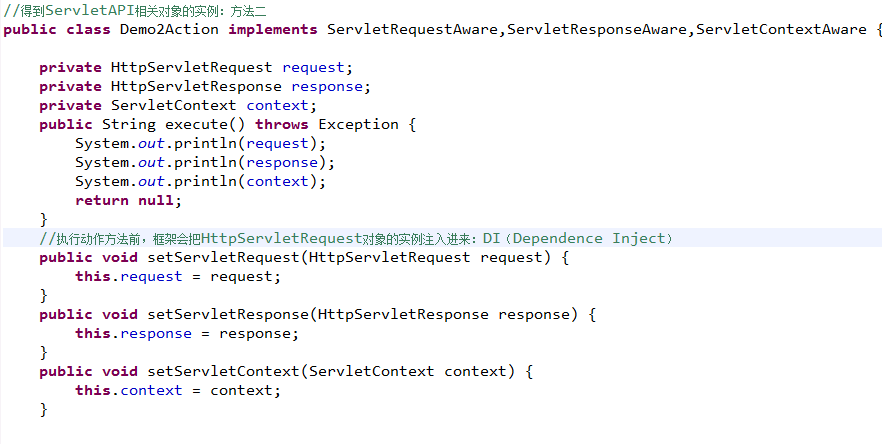 //得到ServletAPI相关对象的实例：方法二
public class Demo2Action implements ServletRequestAware,ServletResponseAware,ServletContextAware {
private HttpServletRequest request;
private HttpServletResponse response;
private ServletContext context;
public String execute() throws Exception {
System.out.println(request);
System.out.println(response);
System.out.println(context);
return null;
}
//执行动作方法前，框架会把HttpServletRequest对象的实例注入进来：DI（Dependence Inject）
public void setServletRequest(HttpServletRequest request) {
this.request = request;
}
public void setServletResponse(HttpServletResponse response) {
this.response = response;
}
public void setServletContext(ServletContext context) {
this.context = context;
}